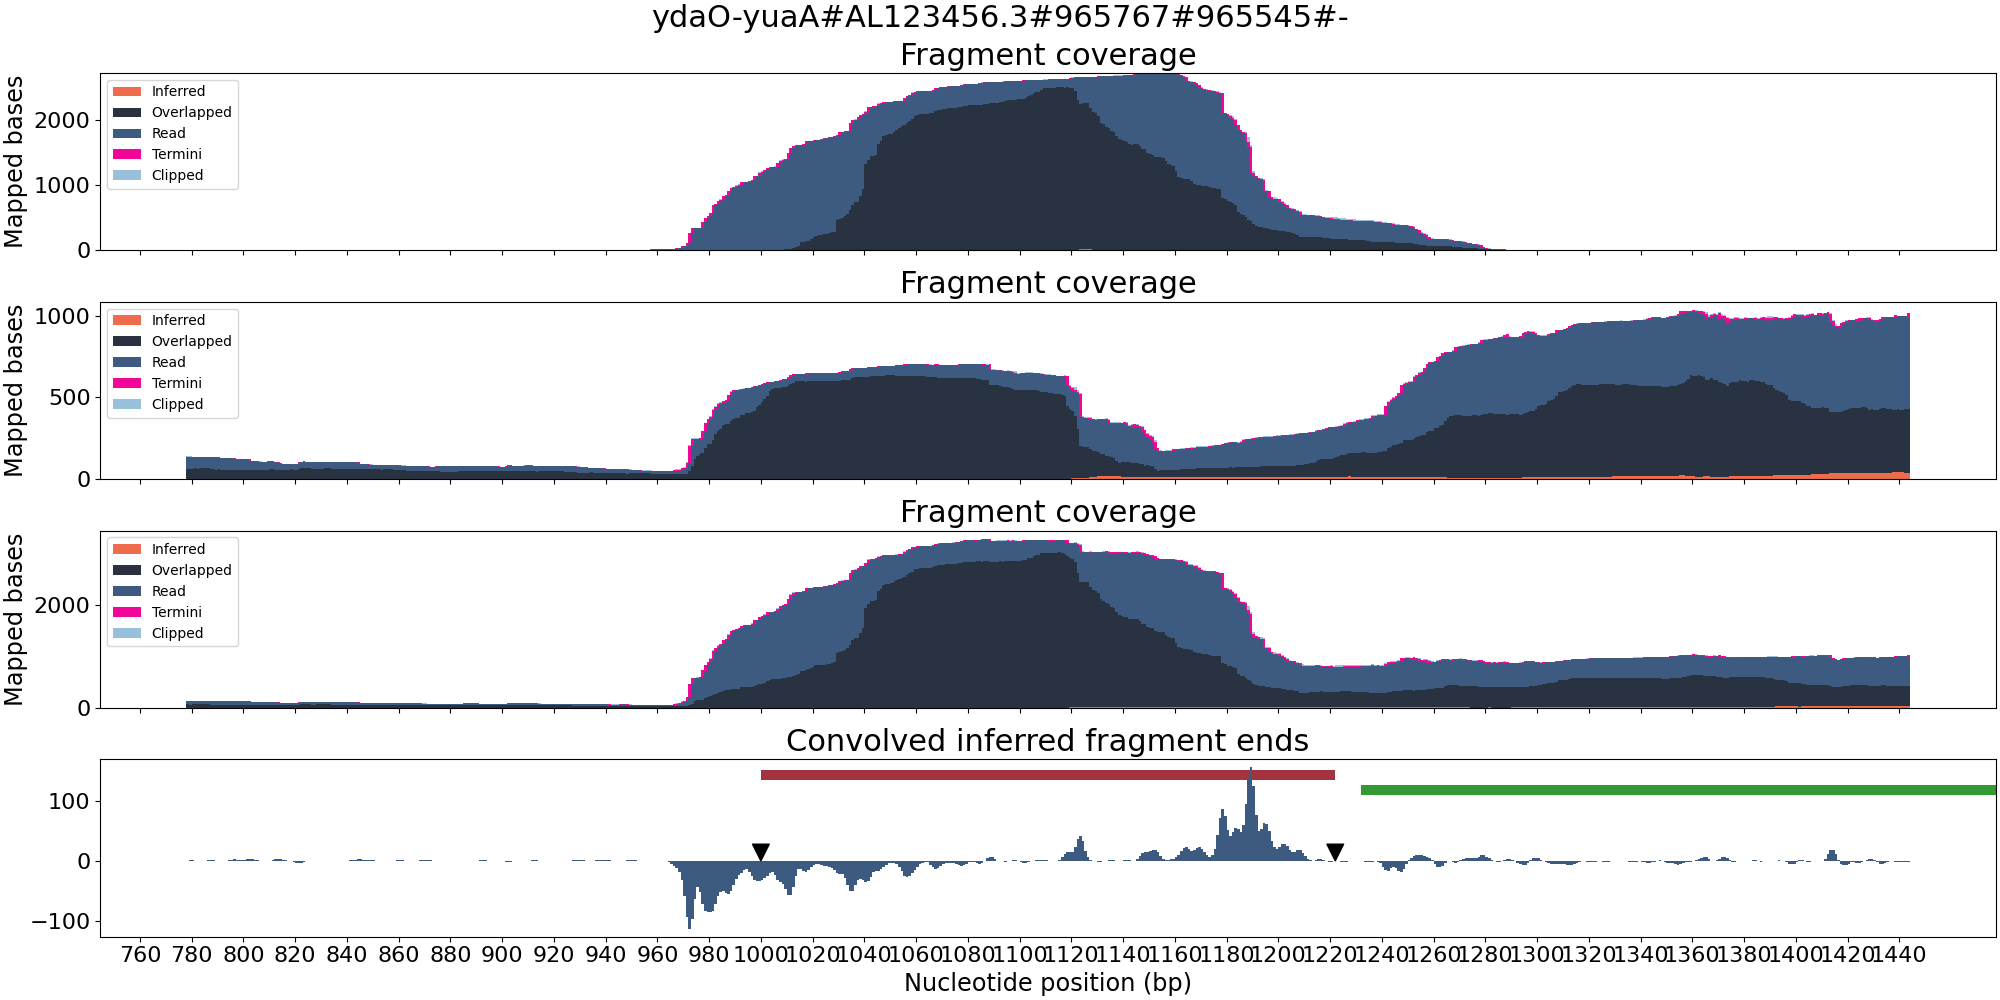 ydaO-yuaA#AL123456.3#965767#965545#-
Fragment coverage
Mapped bases
2000
1000
0
Inferred
Overlapped
Read
Termini
Clipped
Fragment coverage
Mapped bases
1000
500
0
Inferred
Overlapped
Read
Termini
Clipped
Fragment coverage
Mapped bases
2000
0
Inferred
Overlapped
Read
Termini
Clipped
Convolved inferred fragment ends
100
0
−100
760 780 800 820 840 860 880 900 920 940 960 980 1000 1020 1040 1060 1080 1100 1120 1140 1160 1180 1200 1220 1240 1260 1280 1300 1320 1340 1360 1380 1400 1420 1440
Nucleotide position (bp)